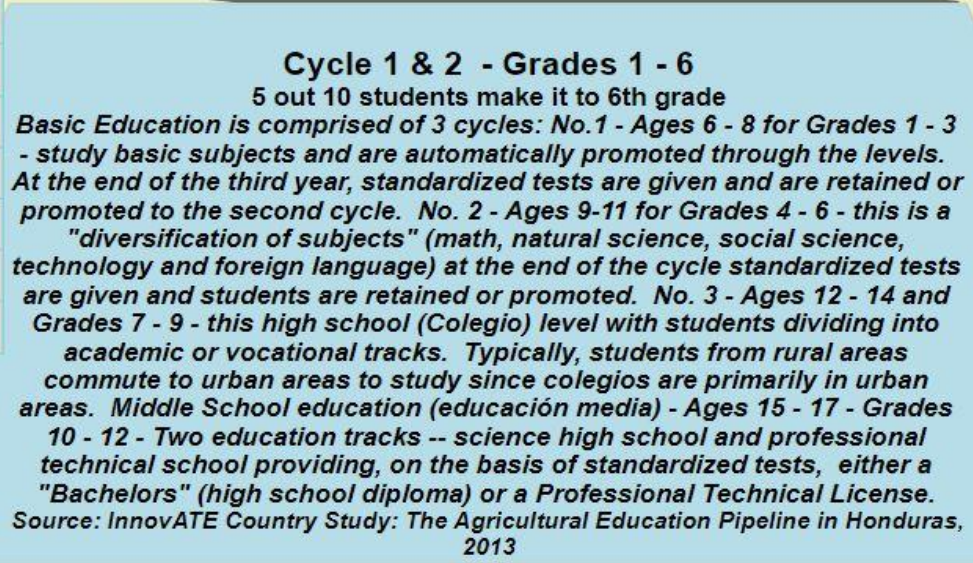 Cycle 1 & 2 - Grades 1 - 6
5 out 10 students make it to 6th grade
Basic Education is comprised of 3 cycles: No.1 - Ages 6 - 8 for Grades 1 - 3
- study basic subjects and are automatically promoted through the levels.
At the end of the third year, standardized tests are given and are retained or
promoted to the second cycle. No. 2 - Ages 9-11 for Grades 4 - 6 - this is a
"diversification of subjects" (math, natural science, social science,
technology and foreign language) at the end of the cycle standardized tests
are given and students are retained or promoted. No. 3 - Ages 12 - 14 and
Grades 7 - 9 - this high school (Colegio) level with students dividing into
academic or vocational tracks. Typically, students from rural areas
commute to urban areas to study since colegios are primarily in urban
areas. Middle School education (educación media) - Ages 15 - 17 - Grades
10 - 12 - Two education tracks -- science high school and professional
technical school providing, on the basis of standardized tests, either a
"Bachelors" (high school diploma) or a Professional Technical License.
Source: InnovATE Country Study: The Agricultural Education Pipeline in Honduras,
2013